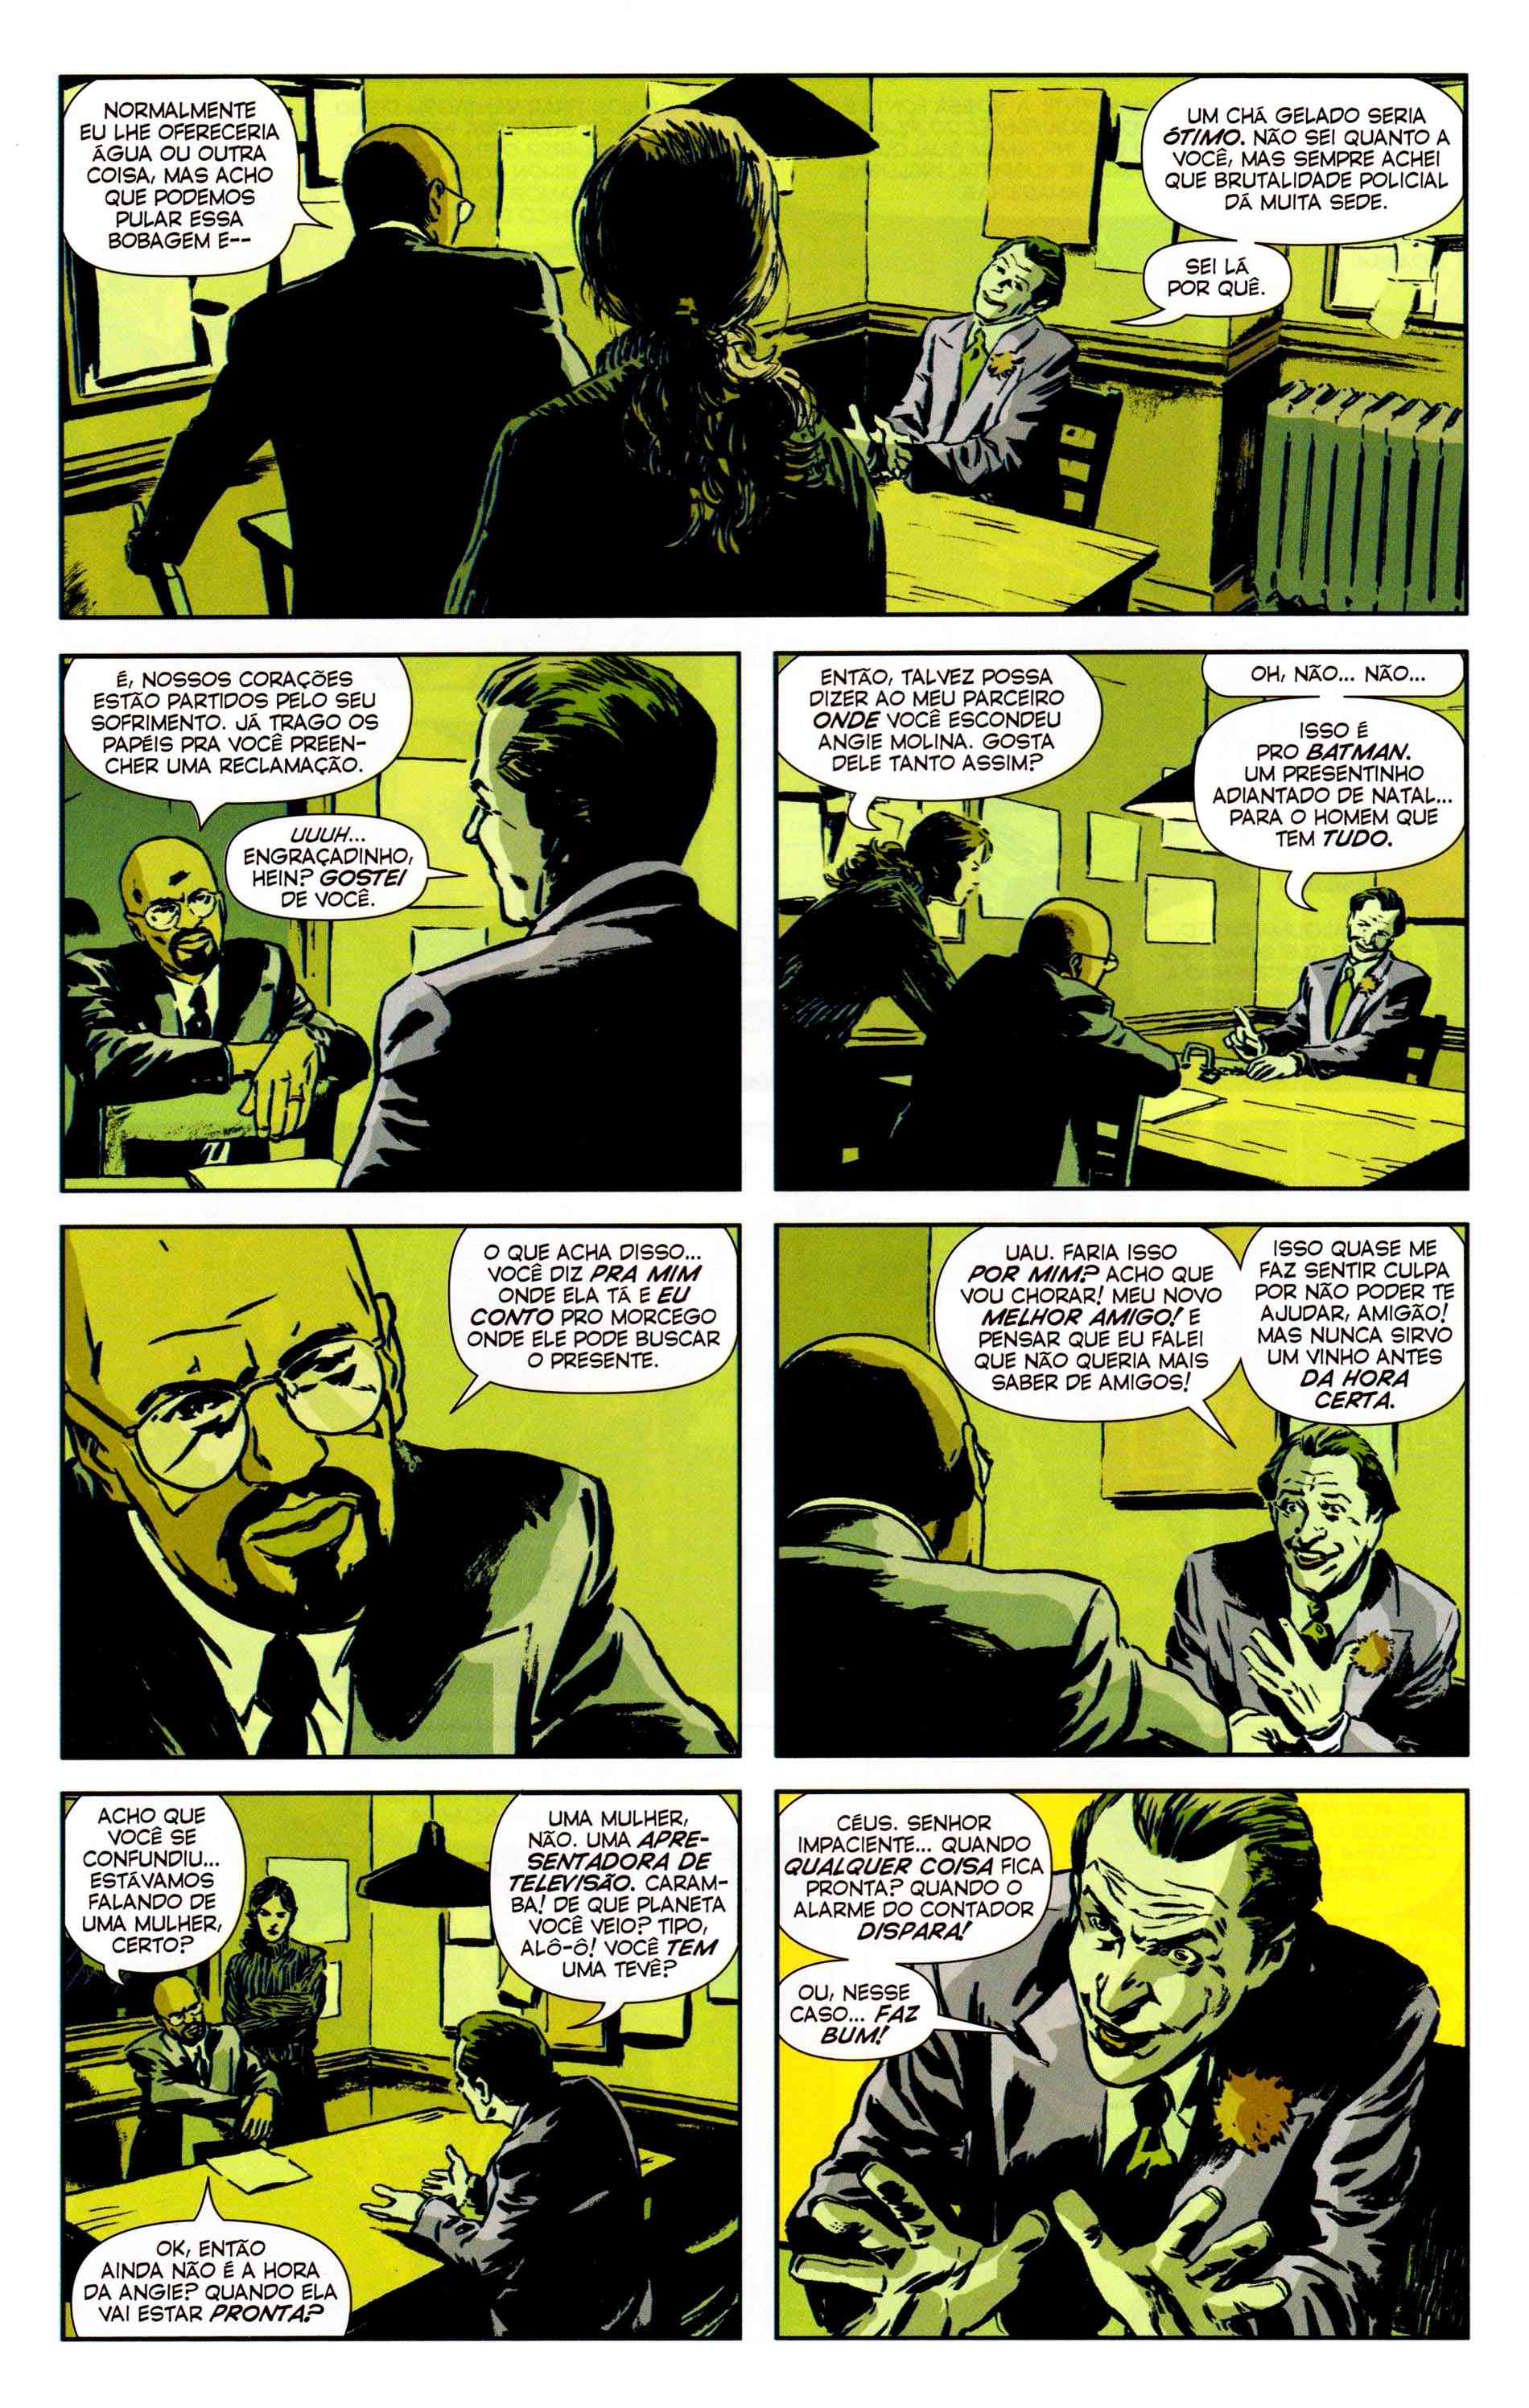 NORMALMENTE
EU LHE OFERECERIA
ÁGUA OU OUTRA
COISA, MAS ACHO
QUE PODEMOS
PULAR ESSA
BOBAGEM E--
UM CHÁ GELADO SERIA
ÓTIMO. NÃO SEI QUANTO A
VOCÊ, MAS SEMPRE ACHEI
QUE BRUTALIDADE POLICIAL
DÁ MUITA SEDE.
SEI LÁ
POR QUÊ.
É, NOSSOS CORAÇÕES
ESTÃO PARTIDOS PELO SEU
SOFRIMENTO. JÁ TRAGO OS
PAPÉIS PRA VOCÊ PREEN-
CHER UMA RECLAMAÇÃO.
UUUH...
ENGRAÇADINHO,
HEIN? GOSTEI
DE VOCÊ.
ENTÃO, TALVEZ POSSA
DIZER AO MEU PARCEIRO
ONDE VOCÊ ESCONDEU
ANGIE MOLINA. GOSTA
DELE TANTO ASSIM?
OH, NÃO... NÃO...
ISSO É
PRO BATMAN.
UM PRESENTINHO
ADIANTADO DE NATAL...
PARA O HOMEM QUE
TEM TUDO.
O QUE ACHA DISSO...
VOCÊ DIZ PRA MIM
ONDE ELA TÁ E EU
CONTO PRO MORCEGO
ONDE ELE PODE BUSCAR
O PRESENTE.
UAU. FARIA ISSO
POR MIM? ACHO QUE
VOU CHORAR! MEU NOVO
MELHOR AMIGO! E
PENSAR QUE EU FALEI
QUE NÃO QUERIA MAIS
SABER DE AMIGOS!
ISSO QUASE ME
FAZ SENTIR CULPA
POR NÃO PODER TE
AJUDAR, AMIGÃO!
MAS NUNCA SIRVO
UM VINHO ANTES
DA HORA
CERTA.
ACHO QUE
VOCÊ SE
CONFUNDIU...
ESTÁVAMOS
FALANDO DE
UMA MULHER,
CERTO?
UMA MULHER,
NÃO. UMA APRE-
SENTADORA DE
TELEVISÃO. CARAM-
BA! DE QUE PLANETA
VOCÊ VEIO? TIPO,
ALÔ-Ô! VOCÊ TEM
UMA TEVÊ?
OK, ENTÃO
AINDA NÃO É A HORA
DA ANGIE? QUANDO ELA
VAI ESTAR PRONTA?
CÉUS. SENHOR
IMPACIENTE... QUANDO
QUALQUER COISA FICA
PRONTA? QUANDO O
ALARME DO CONTADOR
DISPARA!
OU, NESSE
CASO... FAZ
BUM!